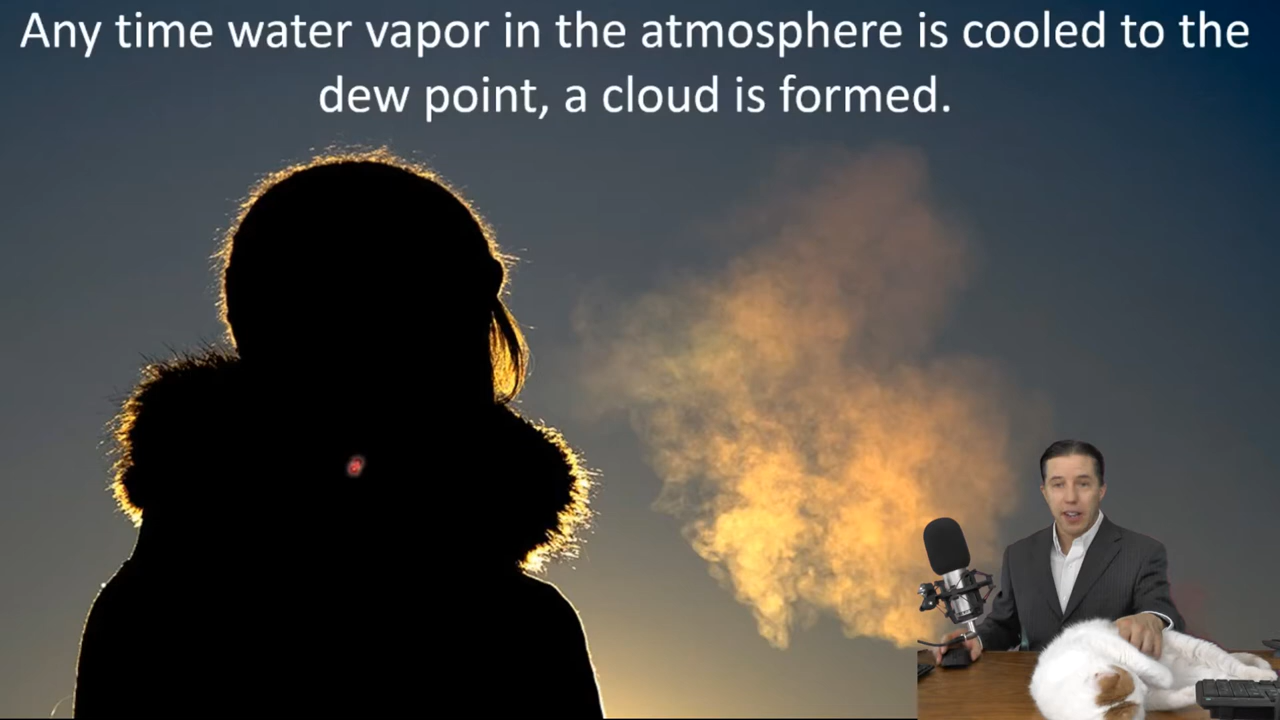 Any time water vapor in the atmosphere is cooled to the
dew point, a cloud is formed.